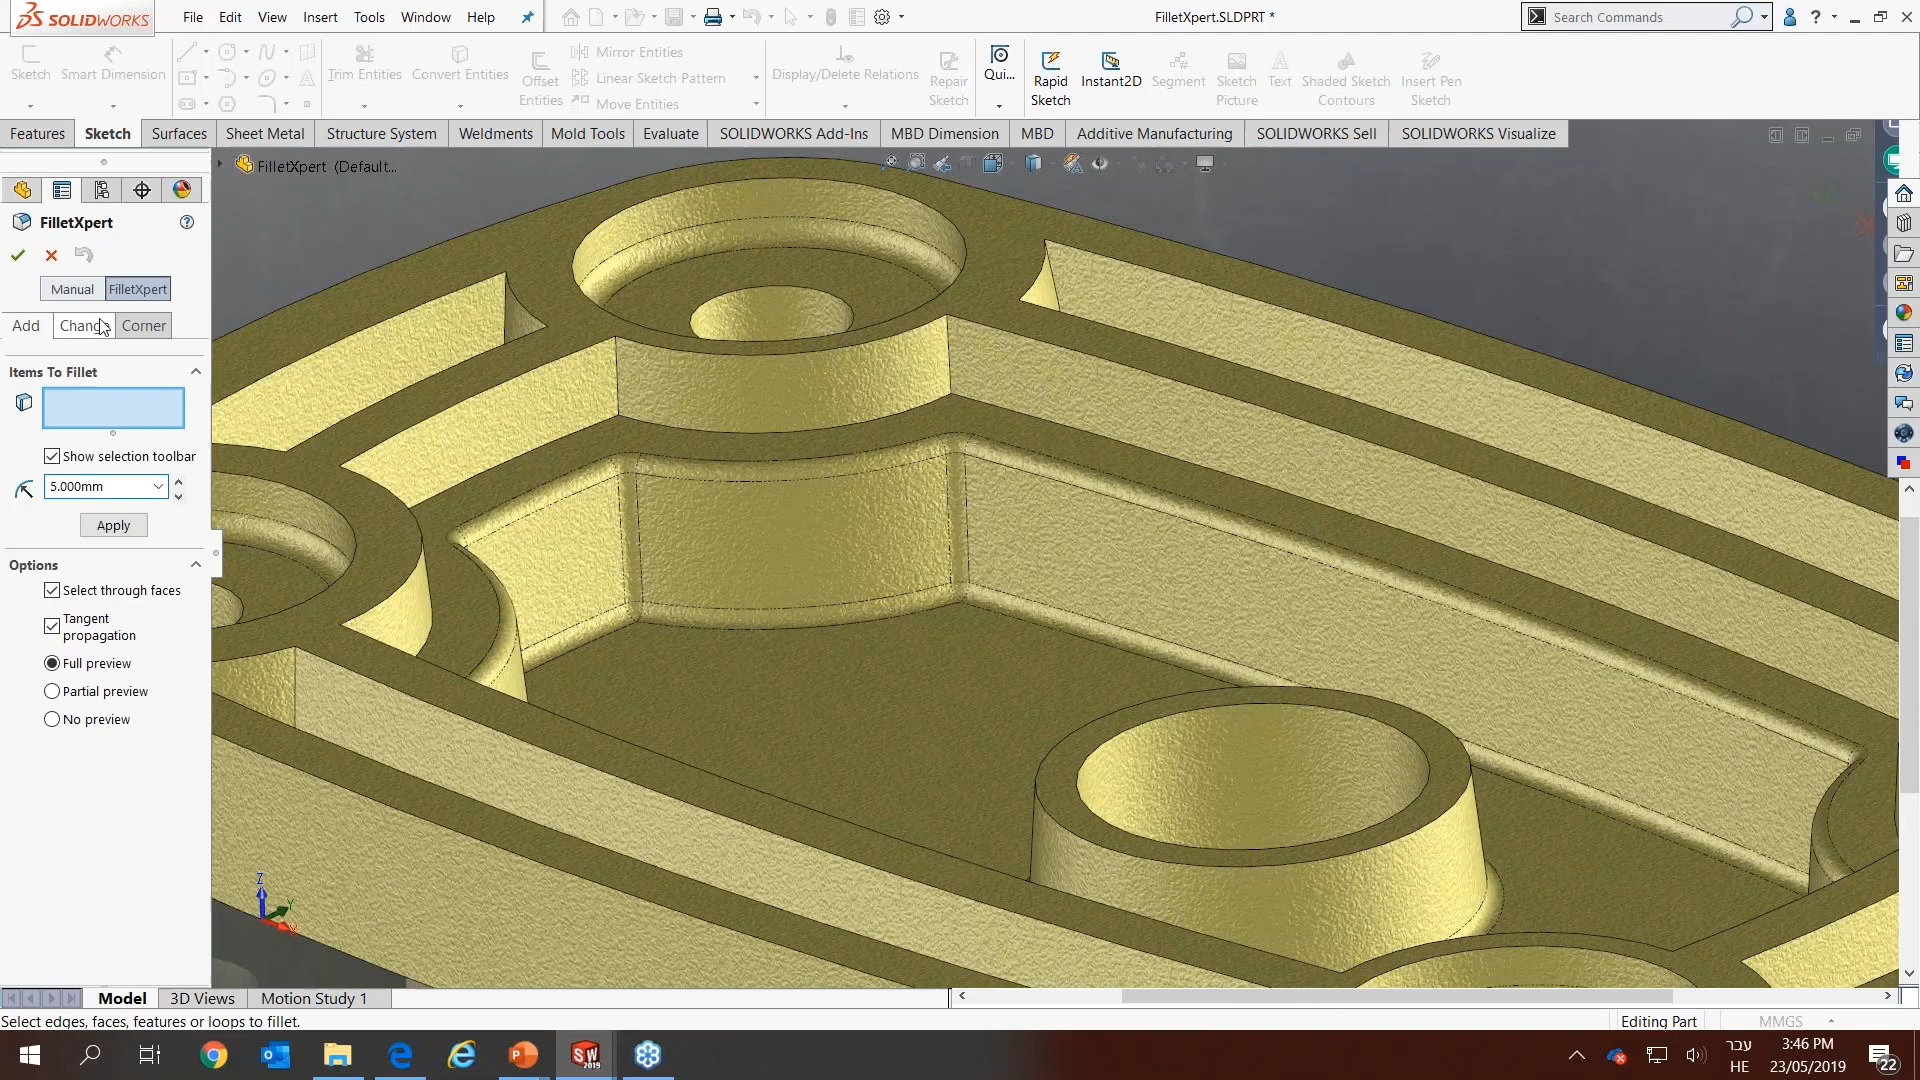 SOLIDWORKS
File Edit View Insert Tools Window Help
FilletXpert.SLDPRT *
Search Commands
Sketch
Smart Dimension
Trim Entities
Convert Entities
Offset Entities
Mirror Entities
Linear Sketch Pattern
Move Entities
Display/Delete Relations
Repair Sketch
Qui...
Rapid Sketch
Instant2D
Segment
Sketch Picture
Text
Shaded Sketch Contours
Insert Pen Sketch
Features Sketch Surfaces Sheet Metal Structure System Weldments Mold Tools Evaluate SOLIDWORKS Add-Ins MBD Dimension MBD Additive Manufacturing SOLIDWORKS Sell SOLIDWORKS Visualize
FilletXpert (Default...
FilletXpert
Manual FilletXpert
Add Chang Corner
Items To Fillet
Show selection toolbar
5.000mm
Apply
Options
Select through faces
Tangent
propagation
Full preview
Partial preview
No preview
Z
Y
Model 3D Views Motion Study 1
Select edges, faces, features or loops to fillet.
Editing Part
MMGS
SW
2019
עבר
HE
3:46 PM
23/05/2019
22